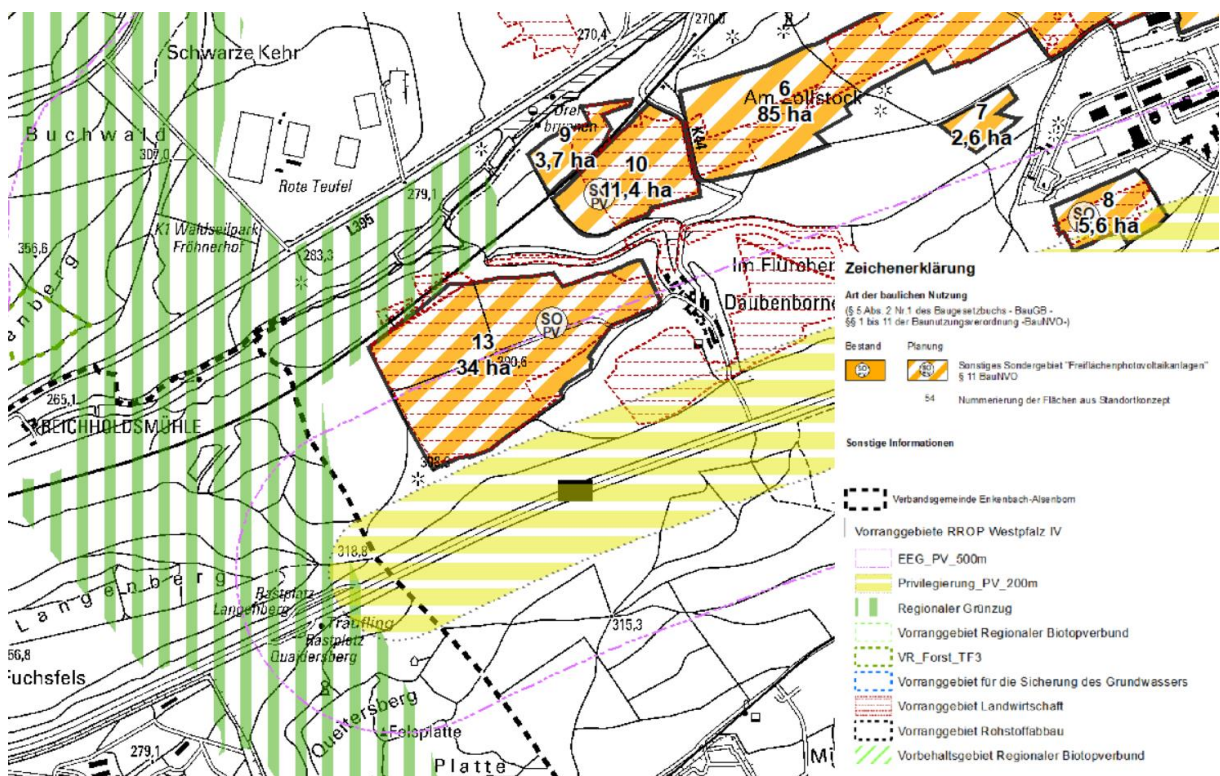 270,0
270,4
Schwarze Kehr
6
Am Zollstock
85 ha
K44
7
2,6 ha
9
3,7 ha
10
11,4 ha
SO
PV
8
5,6 ha
SO
Buchwald
307,0
Rote Teufel
279,1
L395
K1 Waldseilpark
Fröhnerhof
283,3
356,6
Im Flürchen
Daubenborne
SO
PV
13
34 ha
265,1
REICHHOLDSMÜHLE
318,8
Langenberg
Rastplatz
Langenberg
Rastplatz
Quaidersberg
315,3
56,8
Fuchsfels
Queitersberg
Felsplatte
Platte
279,1
Zeichenerklärung
Art der baulichen Nutzung
(§ 5 Abs. 2 Nr.1 des Baugesetzbuchs - BauGB -
§§ 1 bis 11 der Baunutzungsverordnung -BauNVO-)
Bestand Planung
Sonstiges Sondergebiet "Freiflächenphotovoltaikanlagen"
§ 11 BauNVO
54 Nummerierung der Flächen aus Standortkonzept
Sonstige Informationen
Verbandsgemeinde Enkenbach-Alsenborn
Vorranggebiete RROP Westpfalz IV
EEG_PV_500m
Privilegierung_PV_200m
Regionaler Grünzug
Vorranggebiet Regionaler Biotopverbund
VR_Forst_TF3
Vorranggebiet für die Sicherung des Grundwassers
Vorranggebiet Landwirtschaft
Vorranggebiet Rohstoffabbau
Vorbehaltsgebiet Regionaler Biotopverbund